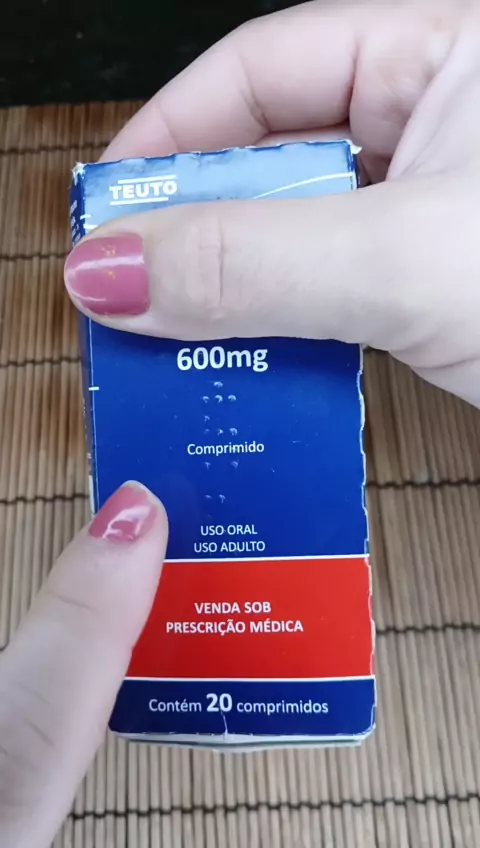 TEUTO
600mg
Comprimido
USO ORAL
USO ADULTO
VENDA SOB
PRESCRIÇÃO MÉDICA
Contém 20 comprimidos